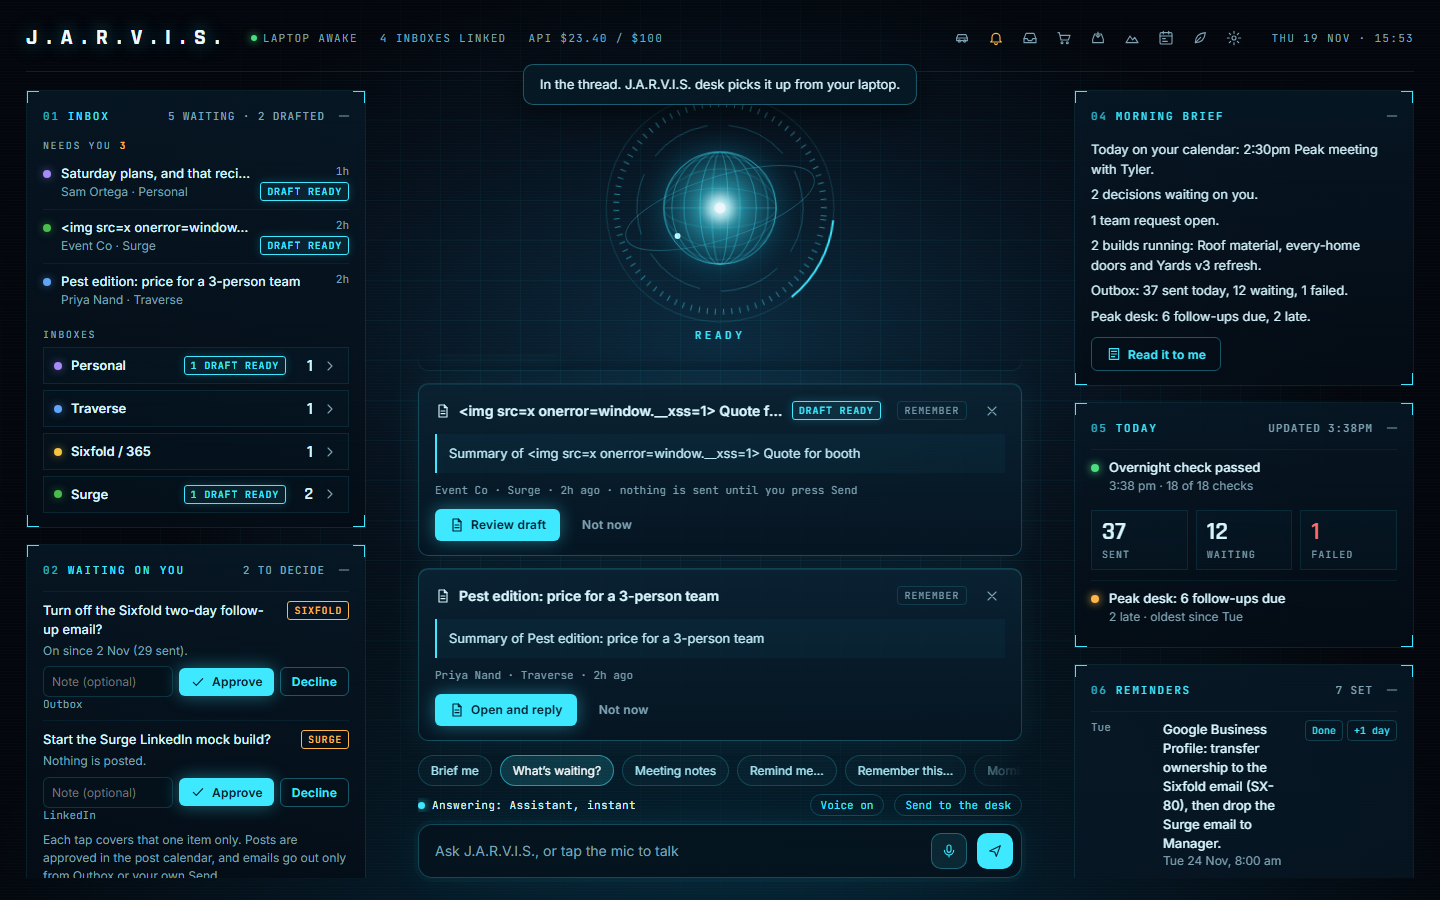 J.A.R.V.I.S.
LAPTOP AWAKE
4 INBOXES LINKED
API $23.40 / $100
THU 19 NOV · 15:53
In the thread. J.A.R.V.I.S. desk picks it up from your laptop.
01 INBOX
5 WAITING · 2 DRAFTED
NEEDS YOU 3
Saturday plans, and that reci...
1h
Sam Ortega · Personal
DRAFT READY
<img src=x onerror=window...
2h
Event Co · Surge
DRAFT READY
Pest edition: price for a 3-person team
2h
Priya Nand · Traverse
INBOXES
Personal
1 DRAFT READY
1
Traverse
1
Sixfold / 365
1
Surge
1 DRAFT READY
2
02 WAITING ON YOU
2 TO DECIDE
Turn off the Sixfold two-day follow-
up email?
SIXFOLD
On since 2 Nov (29 sent).
Note (optional)
Approve
Decline
Outbox
Start the Surge LinkedIn mock build?
SURGE
Nothing is posted.
Note (optional)
Approve
Decline
LinkedIn
Each tap covers that one item only. Posts are
approved in the post calendar, and emails go out only
from Outbox or your own Send.
READY
<img src=x onerror=window.__xss=1> Quote f...
DRAFT READY
REMEMBER
Summary of <img src=x onerror=window.__xss=1> Quote for booth
Event Co · Surge · 2h ago · nothing is sent until you press Send
Review draft
Not now
Pest edition: price for a 3-person team
REMEMBER
Summary of Pest edition: price for a 3-person team
Priya Nand · Traverse · 2h ago
Open and reply
Not now
Brief me
What's waiting?
Meeting notes
Remind me...
Remember this...
Morn
Answering: Assistant, instant
Voice on
Send to the desk
Ask J.A.R.V.I.S., or tap the mic to talk
04 MORNING BRIEF
Today on your calendar: 2:30pm Peak meeting
with Tyler.
2 decisions waiting on you.
1 team request open.
2 builds running: Roof material, every-home
doors and Yards v3 refresh.
Outbox: 37 sent today, 12 waiting, 1 failed.
Peak desk: 6 follow-ups due, 2 late.
Read it to me
05 TODAY
UPDATED 3:38PM
Overnight check passed
3:38 pm · 18 of 18 checks
37
SENT
12
WAITING
1
FAILED
Peak desk: 6 follow-ups due
2 late · oldest since Tue
06 REMINDERS
7 SET
Tue
Google Business
Profile: transfer
ownership to the
Sixfold email (SX-
80), then drop the
Surge email to
Manager.
Done
+1 day
Tue 24 Nov, 8:00 am